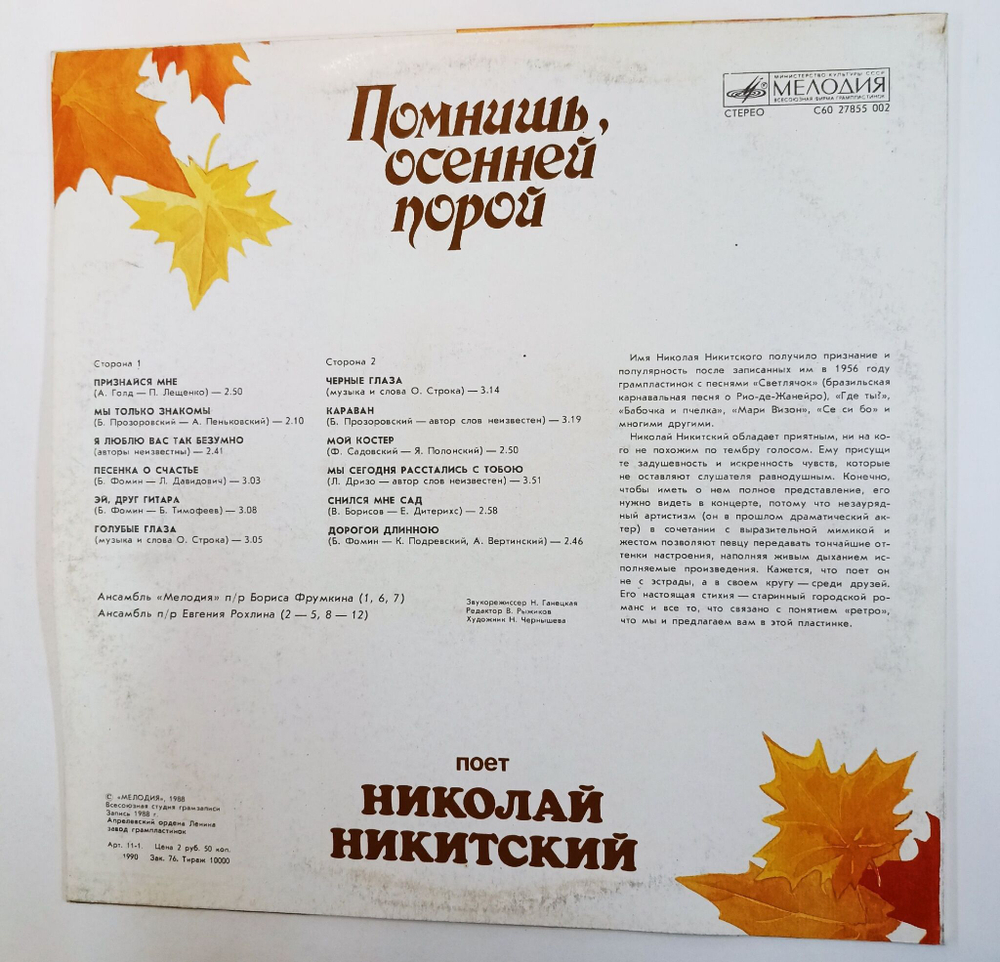 Помнишь,
осенней
порой
МИНИСТЕРСТВО КУЛЬТУРЫ СССР
МЕЛОДИЯ
ВСЕСОЮЗНАЯ ФИРМА ГРАМПЛАСТИНОК
СТЕРЕО С60 27855 002
Сторона 1
ПРИЗНАЙСЯ МНЕ
(А. Голд — П. Лещенко) — 2.50
МЫ ТОЛЬКО ЗНАКОМЫ
(Б. Прозоровский — А. Пеньковский) — 2.10
Я ЛЮБЛЮ ВАС ТАК БЕЗУМНО
(авторы неизвестны) — 2.41
ПЕСЕНКА О СЧАСТЬЕ
(Б. Фомин — Л. Давидович) — 3.03
ЭЙ, ДРУГ ГИТАРА
(Б. Фомин — Б. Тимофеев) — 3.08
ГОЛУБЫЕ ГЛАЗА
(музыка и слова О. Строка) — 3.05
Сторона 2
ЧЕРНЫЕ ГЛАЗА
(музыка и слова О. Строка) — 3.14
КАРАВАН
(Б. Прозоровский — автор слов неизвестен) — 3.19
МОЙ КОСТЕР
(Ф. Садовский — Я. Полонский) — 2.50
МЫ СЕГОДНЯ РАССТАЛИСЬ С ТОБОЮ
(Л. Дризо — автор слов неизвестен) — 3.51
СНИЛСЯ МНЕ САД
(В. Борисов — Е. Дитерихс) — 2.58
ДОРОГОЙ ДЛИННОЮ
(Б. Фомин — К. Подревский, А. Вертинский) — 2.46
Ансамбль «Мелодия» п/р Бориса Фрумкина (1, 6, 7)
Ансамбль п/р Евгения Рохлина (2 — 5, 8 — 12)
Звукорежиссер Н. Ганецкая
Редактор В. Рыжиков
Художник Н. Чернышева
Имя Николая Никитского получило признание и
популярность после записанных им в 1956 году
грампластинок с песнями «Светлячок» (бразильская
карнавальная песня о Рио-де-Жанейро), «Где ты?»,
«Бабочка и пчелка», «Мари Визон», «Се си бо» и
многими другими.
Николай Никитский обладает приятным, ни на ко-
го не похожим по тембру голосом. Ему присущи
те задушевность и искренность чувств, которые
не оставляют слушателя равнодушным. Конечно,
чтобы иметь о нем полное представление, его
нужно видеть в концерте, потому что незауряд-
ный артистизм (он в прошлом драматический ак-
тер) в сочетании с выразительной мимикой и
жестом позволяют певцу передавать тончайшие от-
тенки настроения, наполняя живым дыханием ис-
полняемые произведения. Кажется, что поет он
не с эстрады, а в своем кругу — среди друзей.
Его настоящая стихия — старинный городской ро-
манс и все то, что связано с понятием «ретро»,
что мы и предлагаем вам в этой пластинке.
поет
НИКОЛАЙ
НИКИТСКИЙ
© «МЕЛОДИЯ», 1988
Всесоюзная студия грамзаписи
Запись 1988 г.
Апрелевский ордена Ленина
завод грампластинок
Арт. 11-1. Цена 2 руб. 50 коп.
1990 Зак. 76, Тираж 10000